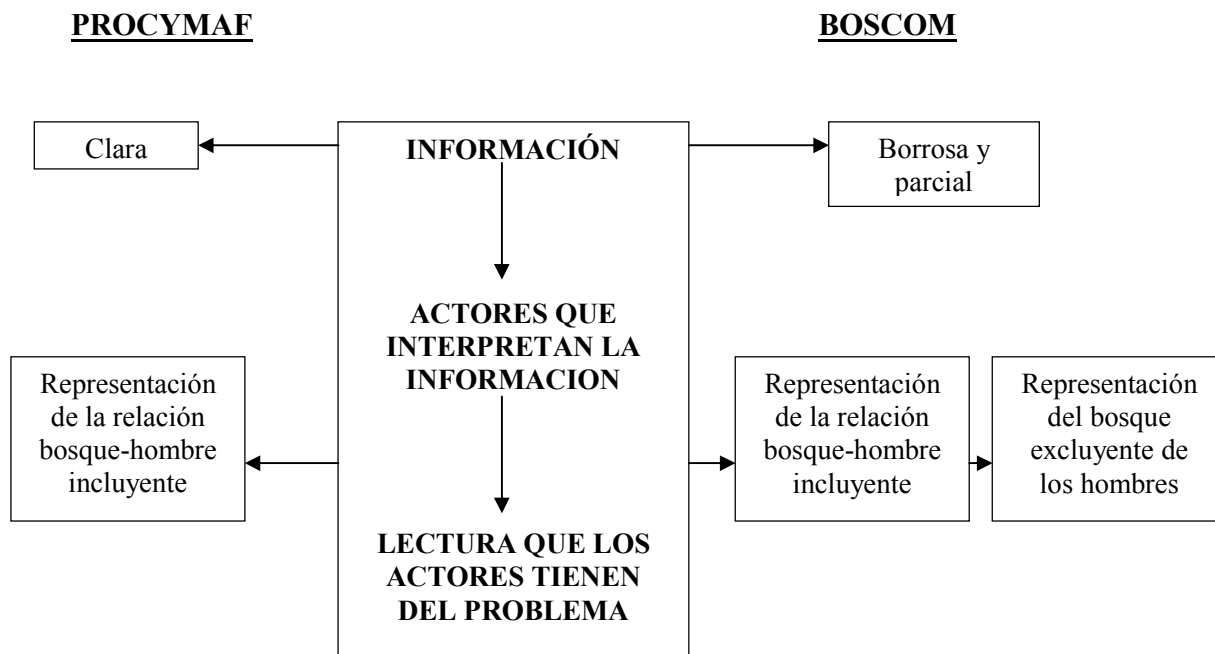 PROCYMAF
BOSCOM
Clara
INFORMACIÓN
Borrosa y
parcial
ACTORES QUE
INTERPRETAN LA
INFORMACION
Representación
de la relación
bosque-hombre
incluyente
Representación
de la relación
bosque-hombre
incluyente
Representación
del bosque
excluyente de
los hombres
LECTURA QUE LOS
ACTORES TIENEN
DEL PROBLEMA